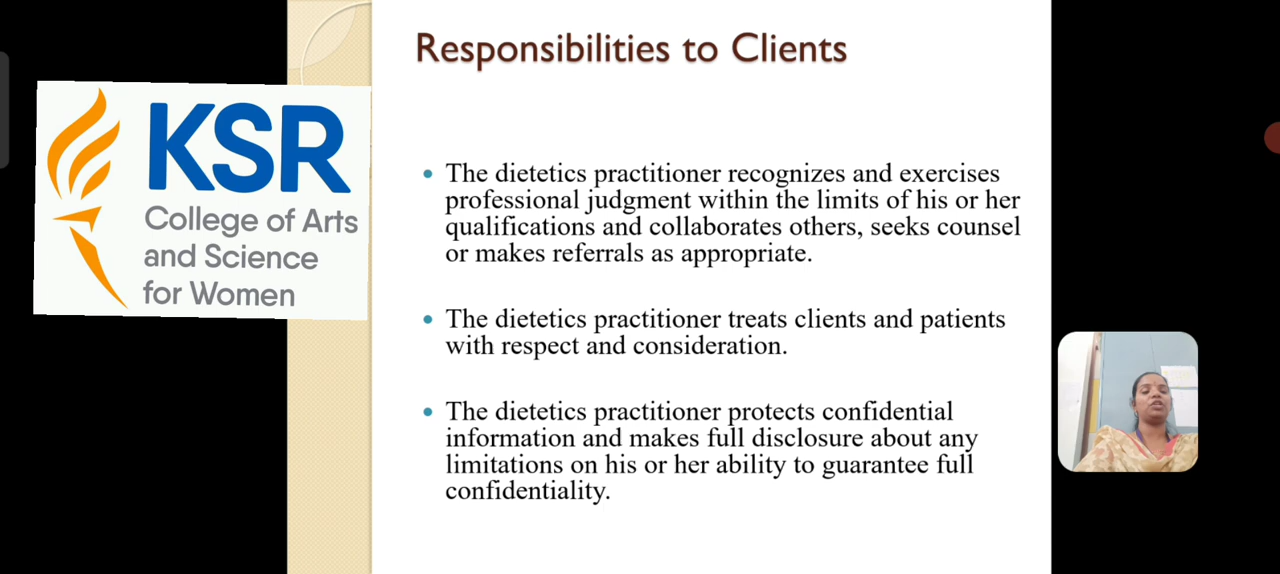 Responsibilities to Clients
KSR
College of Arts
and Science
for Women
The dietetics practitioner recognizes and exercises
professional judgment within the limits of his or her
qualifications and collaborates others, seeks counsel
or makes referrals as appropriate.
The dietetics practitioner treats clients and patients
with respect and consideration.
The dietetics practitioner protects confidential
information and makes full disclosure about any
limitations on his or her ability to guarantee full
confidentiality.